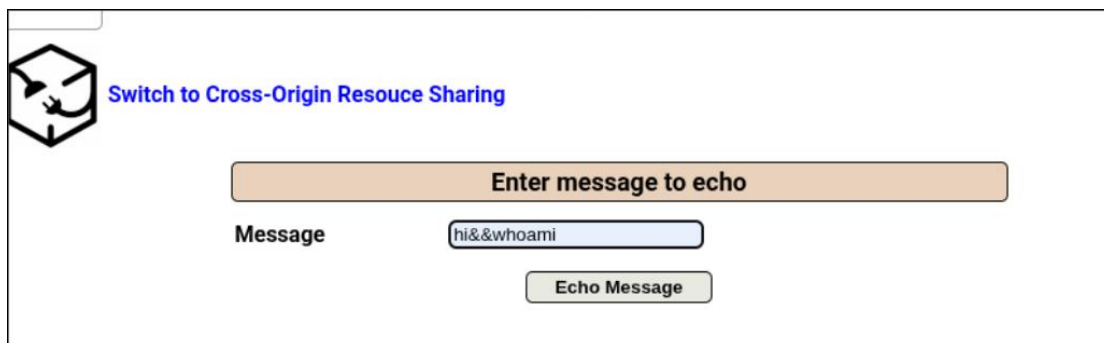 Switch to Cross-Origin Resouce Sharing
Enter message to echo
Message hi&&whoami
Echo Message